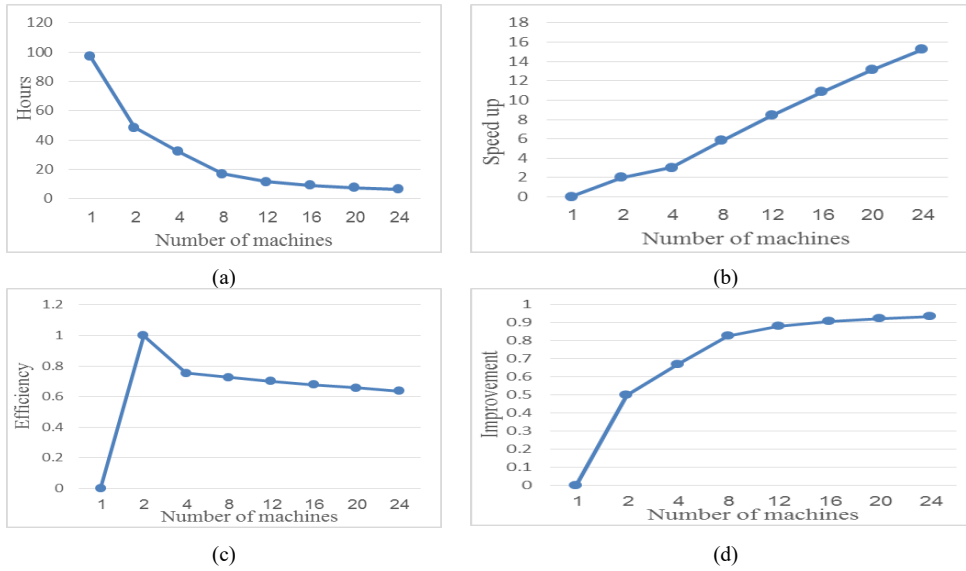 120
100
80
60
40
20
0
Hours
1 2 4 8 12 16 20 24
Number of machines
(a)
18
16
14
12
10
8
6
4
2
0
Speed up
1 2 4 8 12 16 20 24
Number of machines
(b)
1.2
1
0.8
0.6
0.4
0.2
0
Efficiency
1 2 4 8 12 16 20 24
Number of machines
(c)
1
0.9
0.8
0.7
0.6
0.5
0.4
0.3
0.2
0.1
0
Improvement
1 2 4 8 12 16 20 24
Number of machines
(d)